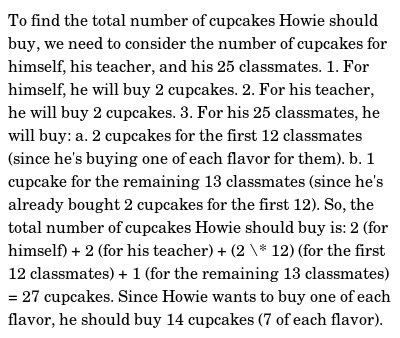 To find the total number of cupcakes Howie should
buy, we need to consider the number of cupcakes for
himself, his teacher, and his 25 classmates. 1. For
himself, he will buy 2 cupcakes. 2. For his teacher,
he will buy 2 cupcakes. 3. For his 25 classmates, he
will buy: a. 2 cupcakes for the first 12 classmates
(since he's buying one of each flavor for them). b. 1
cupcake for the remaining 13 classmates (since he's
already bought 2 cupcakes for the first 12). So, the
total number of cupcakes Howie should buy is: 2 (for
himself) + 2 (for his teacher) + (2 \* 12) (for the first
12 classmates) + 1 (for the remaining 13 classmates)
= 27 cupcakes. Since Howie wants to buy one of each
flavor, he should buy 14 cupcakes (7 of each flavor).